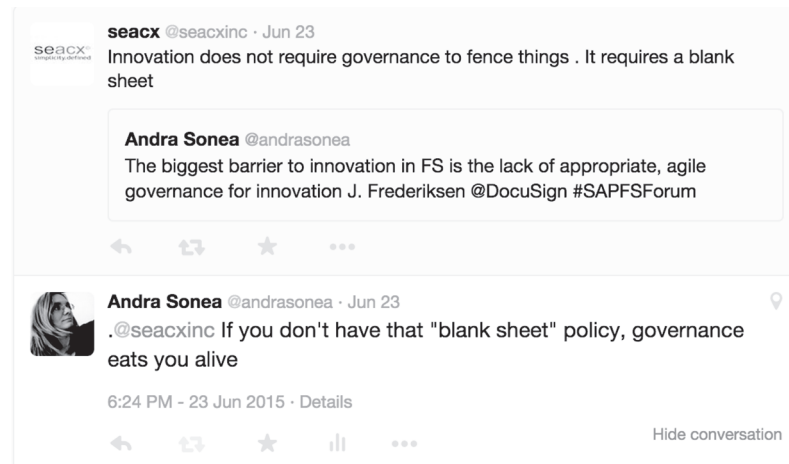 seacx @seacxinc · Jun 23
seacx
simplicity.defined
Innovation does not require governance to fence things . It requires a blank
sheet
Andra Sonea @andrasonea
The biggest barrier to innovation in FS is the lack of appropriate, agile
governance for innovation J. Frederiksen @DocuSign #SAPFSForum
Andra Sonea @andrasonea · Jun 23
.@seacxinc If you don't have that "blank sheet" policy, governance
eats you alive
6:24 PM - 23 Jun 2015 · Details
Hide conversation